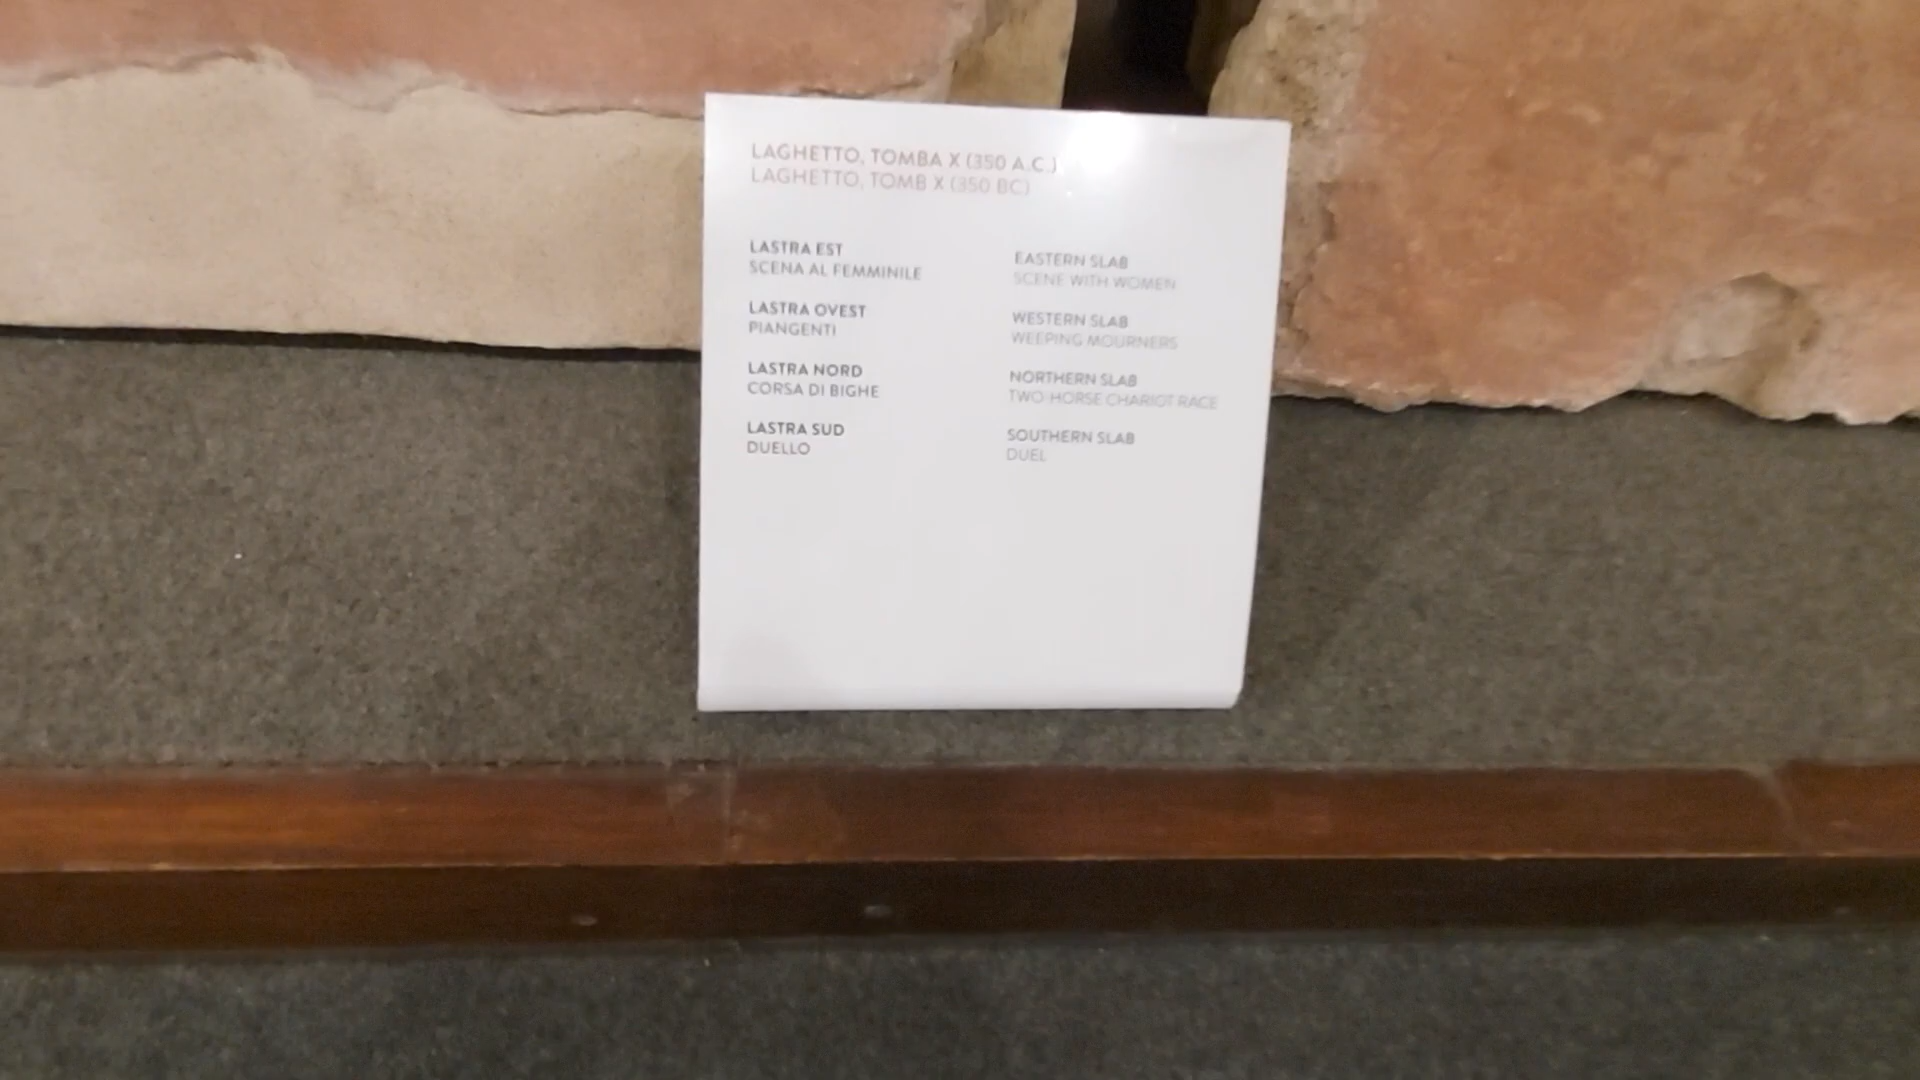 LAGHETTO, TOMBA X (350 A.C.)
LAGHETTO, TOMB X (350 BC)
LASTRA EST
SCENA AL FEMMINILE
LASTRA OVEST
PIANGENTI
LASTRA NORD
CORSA DI BIGHE
LASTRA SUD
DUELLO
EASTERN SLAB
SCENE WITH WOMEN
WESTERN SLAB
WEEPING MOURNERS
NORTHERN SLAB
TWO-HORSE CHARIOT RACE
SOUTHERN SLAB
DUEL